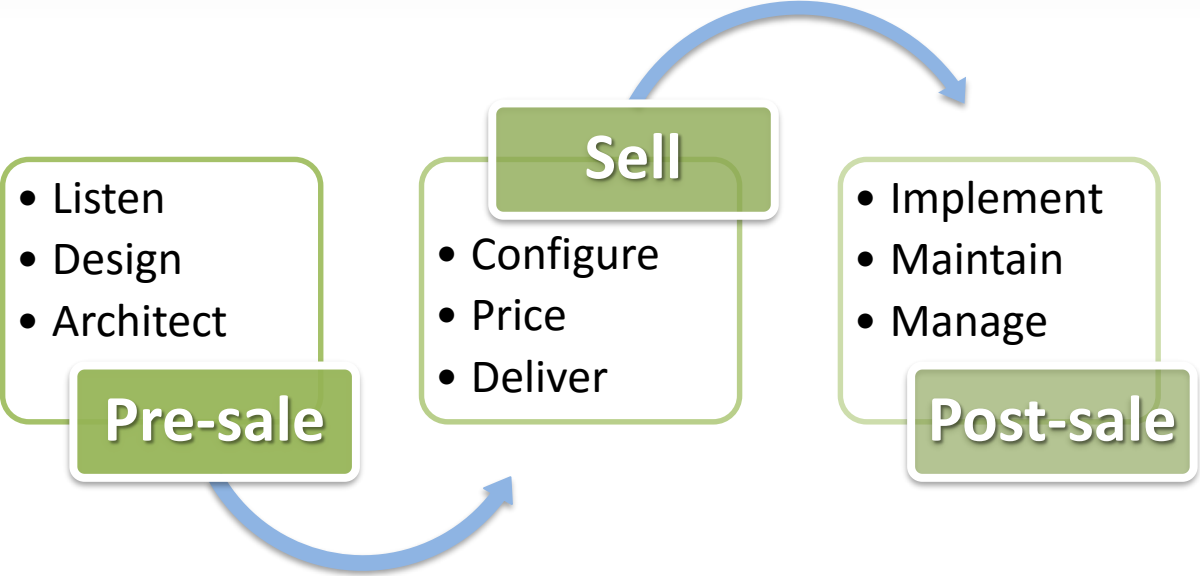 • Listen
• Design
• Architect
Pre-sale
Sell
• Configure
• Price
• Deliver
• Implement
• Maintain
• Manage
Post-sale